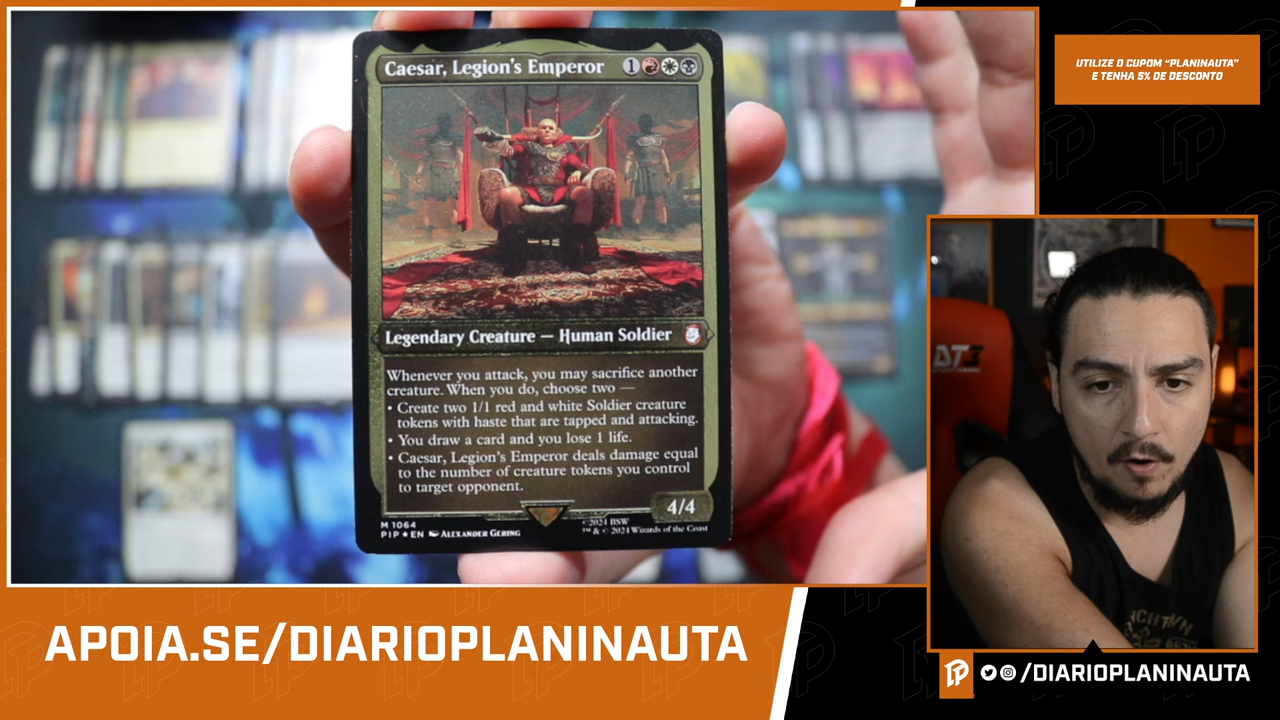 Caesar, Legion's Emperor 1
Legendary Creature — Human Soldier
Whenever you attack, you may sacrifice another
creature. When you do, choose two —
• Create two 1/1 red and white Soldier creature
tokens with haste that are tapped and attacking.
• You draw a card and you lose 1 life.
• Caesar, Legion's Emperor deals damage equal
to the number of creature tokens you control
to target opponent.
4/4
M 1064
PIP ★ EN Alexander Gering
©2024 BSW
™ & © 2024 Wizards of the Coast
UTILIZE O CUPOM “PLANINAUTA”
E TENHA 5% DE DESCONTO
DT3
APOIA.SE/DIARIOPLANINAUTA
/DIARIOPLANINAUTA